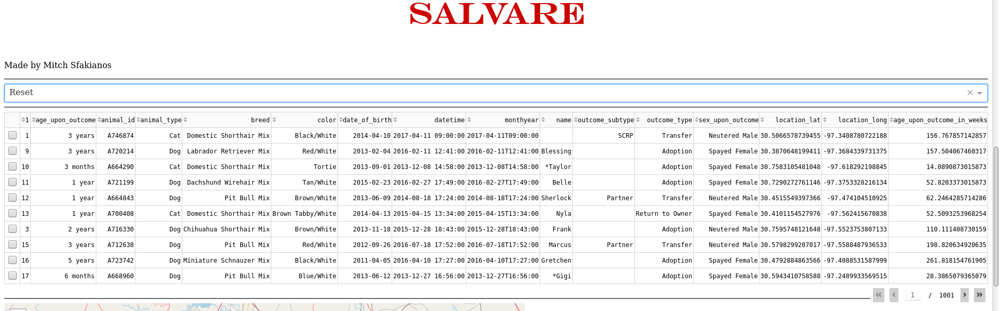 SALVARE
Made by Mitch Sfakianos
Reset
1 age_upon_outcome animal_id animal_type breed color date_of_birth datetime monthyear name outcome_subtype outcome_type sex_upon_outcome location_lat location_long age_upon_outcome_in_weeks
1 3 years A746874 Cat Domestic Shorthair Mix Black/White 2014-04-10 2017-04-11 09:00:00 2017-04-11T09:00:00 SCRP Transfer Neutered Male 30.5066578739455 -97.3408780722188 156.767857142857
9 3 years A720214 Dog Labrador Retriever Mix Red/White 2013-02-04 2016-02-11 12:41:00 2016-02-11T12:41:00 Blessing Adoption Spayed Female 30.3870648199411 -97.3684339731375 157.504067460317
10 3 months A664290 Cat Domestic Shorthair Mix Tortie 2013-09-01 2013-12-08 14:58:00 2013-12-08T14:58:00 *Taylor Adoption Spayed Female 30.7583105481048 -97.618292198845 14.0890873015873
11 1 year A721199 Dog Dachshund Wirehair Mix Tan/White 2015-02-23 2016-02-27 17:49:00 2016-02-27T17:49:00 Belle Adoption Spayed Female 30.7290272761146 -97.3753328216134 52.8203373015873
12 1 year A664843 Dog Pit Bull Mix Brown/White 2013-06-09 2014-08-18 17:24:00 2014-08-18T17:24:00 Sherlock Partner Transfer Neutered Male 30.4515549397366 -97.474104510925 62.2464285714286
13 1 year A700408 Cat Domestic Shorthair Mix Brown Tabby/White 2014-04-13 2015-04-15 13:34:00 2015-04-15T13:34:00 Nyla Return to Owner Spayed Female 30.4101154527976 -97.562415670838 52.5093253968254
3 2 years A716330 Dog Chihuahua Shorthair Mix Brown/White 2013-11-18 2015-12-28 18:43:00 2015-12-28T18:43:00 Frank Adoption Neutered Male 30.7595748121648 -97.5523753807133 110.111408730159
15 3 years A712638 Dog Pit Bull Mix Red/White 2012-09-26 2016-07-18 17:52:00 2016-07-18T17:52:00 Marcus Partner Transfer Neutered Male 30.5798299207017 -97.5588487936533 198.820634920635
16 5 years A723742 Dog Miniature Schnauzer Mix Black/White 2011-04-05 2016-04-10 17:27:00 2016-04-10T17:27:00 Gretchen Adoption Spayed Female 30.4792884863566 -97.4088531587999 261.818154761905
17 6 months A668960 Dog Pit Bull Mix Blue/White 2013-06-12 2013-12-27 16:56:00 2013-12-27T16:56:00 *Gigi Adoption Spayed Female 30.5943410758588 -97.2489933569515 28.3865079365079
1 / 1001